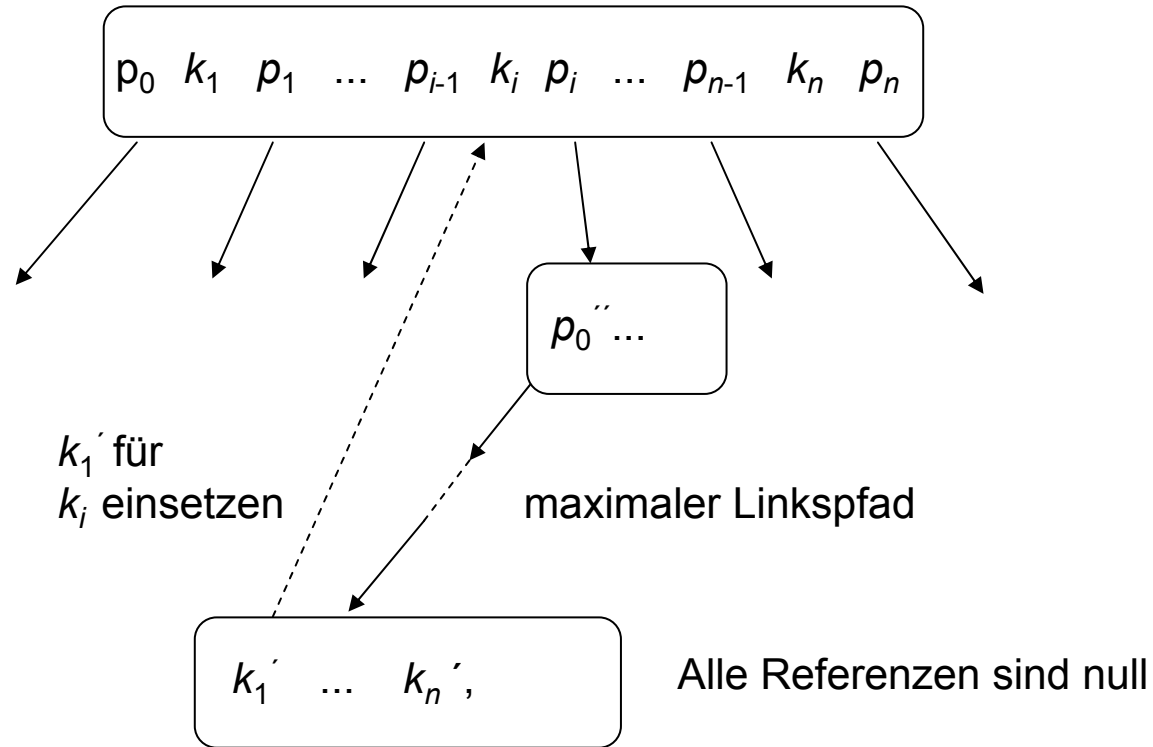 p₀ k₁ p₁ ... pᵢ₋₁ kᵢ pᵢ ... pₙ₋₁ kₙ pₙ
p₀´´...
k₁´ für
kᵢ einsetzen
maximaler Linkspfad
k₁´ ... kₙ´,
Alle Referenzen sind null